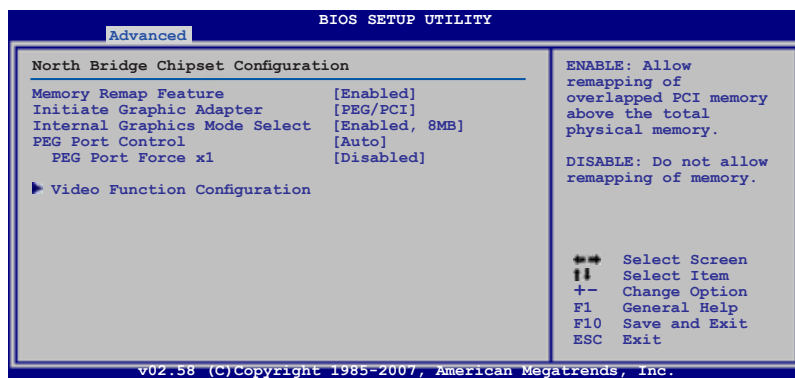 BIOS SETUP UTILITY
Advanced
North Bridge Chipset Configuration
Memory Remap Feature [Enabled]
Initiate Graphic Adapter [PEG/PCI]
Internal Graphics Mode Select [Enabled, 8MB]
PEG Port Control [Auto]
PEG Port Force x1 [Disabled]
Video Function Configuration
ENABLE: Allow
remapping of
overlapped PCI memory
above the total
physical memory.
DISABLE: Do not allow
remapping of memory.
Select Screen
Select Item
+- Change Option
F1 General Help
F10 Save and Exit
ESC Exit
v02.58 (C)Copyright 1985-2007, American Megatrends, Inc.